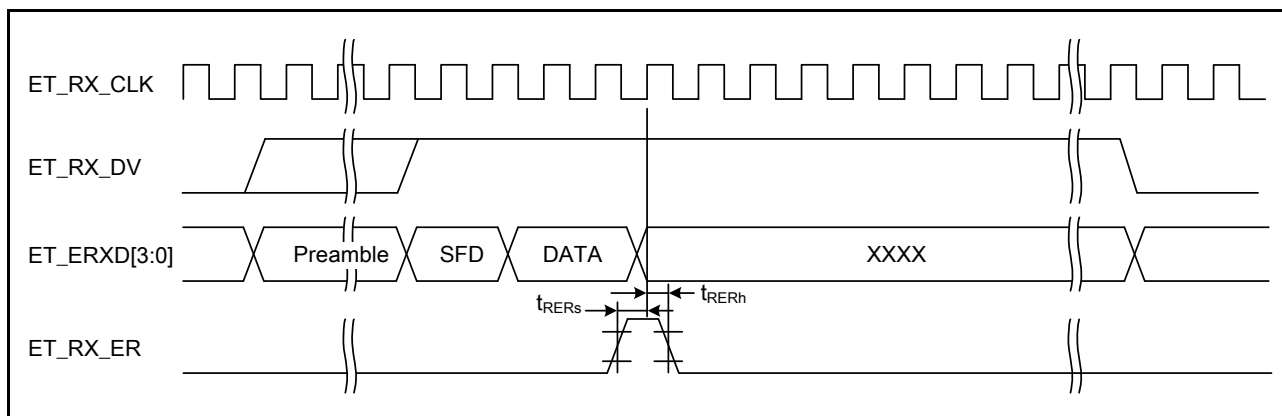 ET_RX_CLK
ET_RX_DV
ET_ERXD[3:0]
Preamble
SFD
DATA
XXXX
tRERs
tRERh
ET_RX_ER